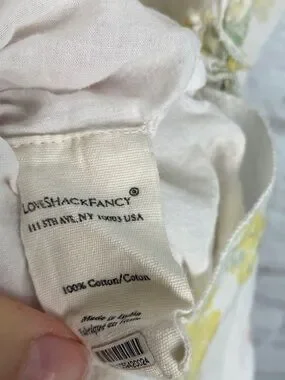 LOVESHACKFANCY®
111 5TH AVE, NY 10003 USA
100% Cotton/Coton
Made in India